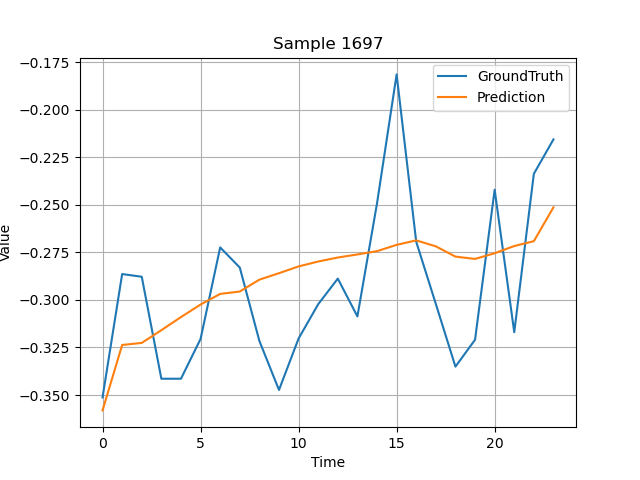 Sample 1697
GroundTruth
Prediction
−0.175
−0.200
−0.225
−0.250
−0.275
−0.300
−0.325
−0.350
Value
0 5 10 15 20
Time